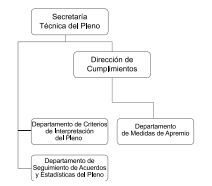 Secretaría
Técnica del Pleno
Dirección de
Cumplimientos
Departamento de Criterios
de Interpretación
del Pleno
Departamento
de Medidas de Apremio
Departamento de
Seguimiento de Acuerdos
y Estadísticas del Pleno